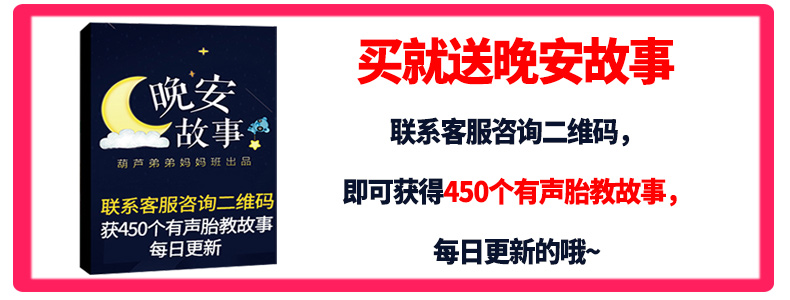 晚安
故事
葫芦弟弟妈妈班出品
联系客服咨询二维码
获450个有声胎教故事
每日更新
买就送晚安故事
联系客服咨询二维码，
即可获得450个有声胎教故事，
每日更新的哦~